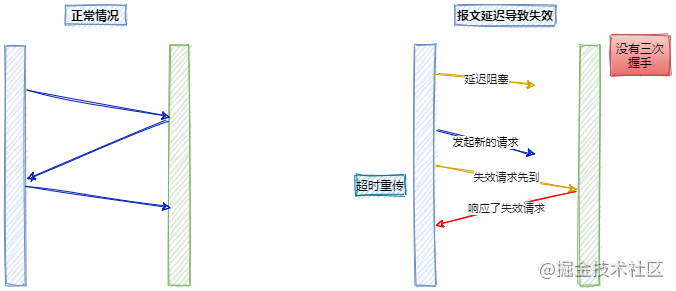 正常情况
报文延迟导致失效
没有三次
握手
延迟阻塞
发起新的请求
失效请求先到
超时重传
响应了失效请求
@掘金技术社区